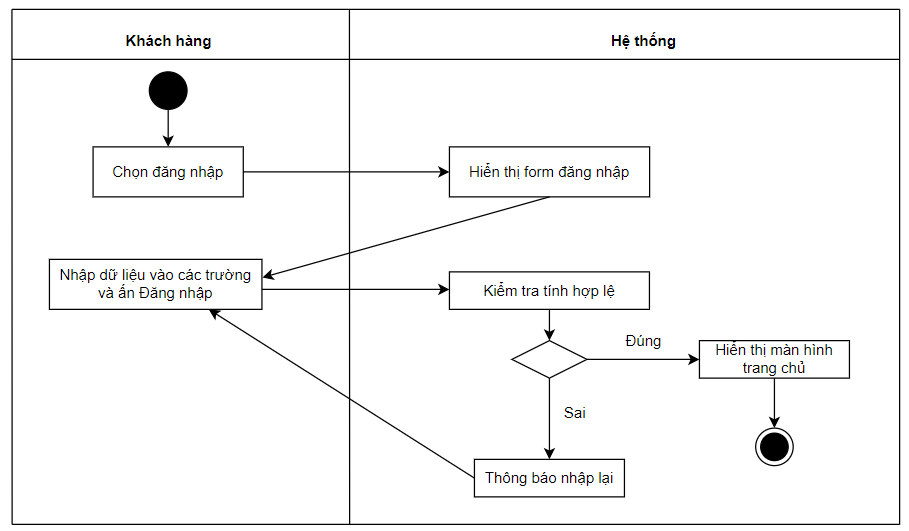 Khách hàng
Hệ thống
Chọn đăng nhập
Hiển thị form đăng nhập
Nhập dữ liệu vào các trường
và ấn Đăng nhập
Kiểm tra tính hợp lệ
Đúng
Hiển thị màn hình
trang chủ
Sai
Thông báo nhập lại